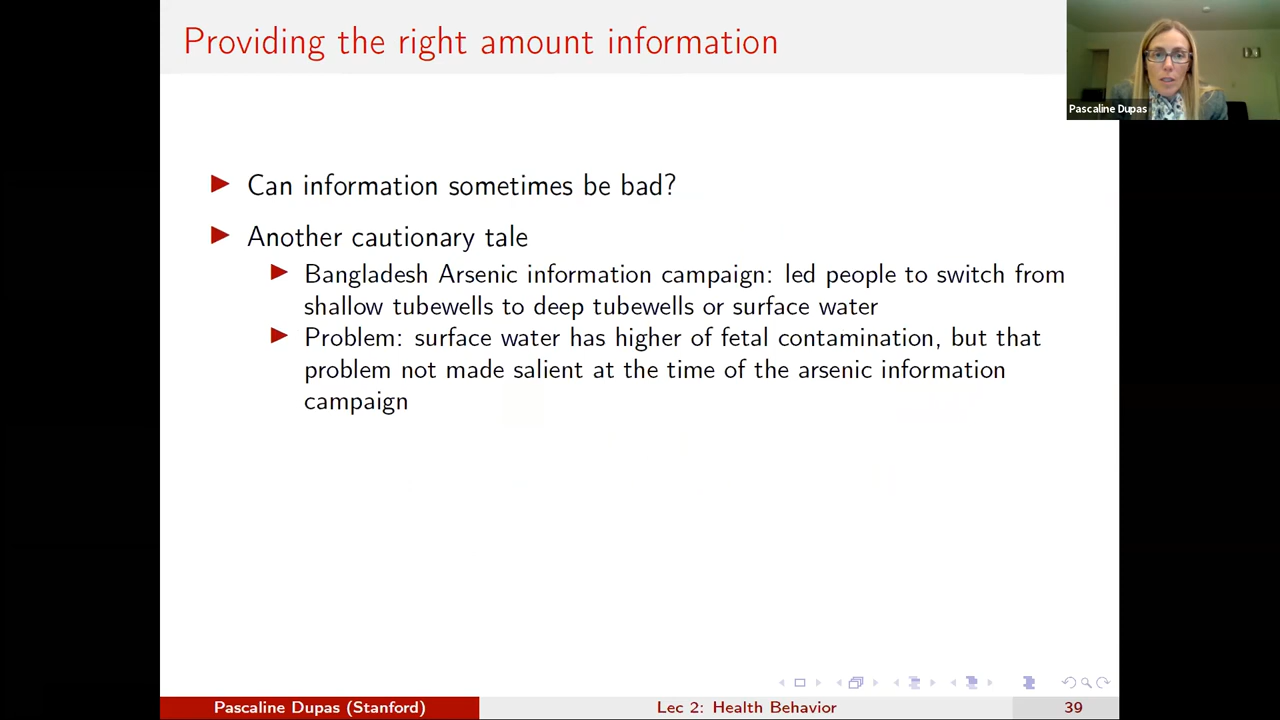 Providing the right amount information
Pascaline Dupas
Can information sometimes be bad?
Another cautionary tale
Bangladesh Arsenic information campaign: led people to switch from
shallow tubewells to deep tubewells or surface water
Problem: surface water has higher of fetal contamination, but that
problem not made salient at the time of the arsenic information
campaign
Pascaline Dupas (Stanford)
Lec 2: Health Behavior
39